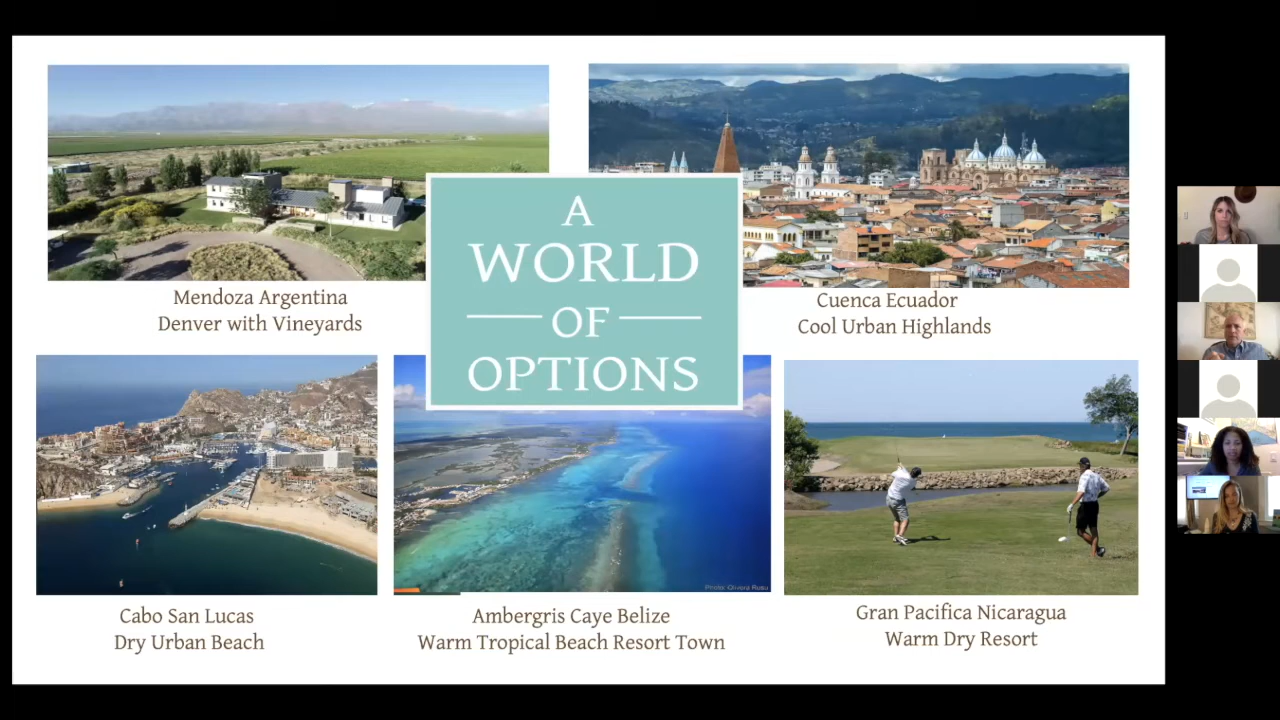 A
WORLD
OF
OPTIONS
Mendoza Argentina
Denver with Vineyards
Cuenca Ecuador
Cool Urban Highlands
Cabo San Lucas
Dry Urban Beach
Ambergris Caye Belize
Warm Tropical Beach Resort Town
Gran Pacifica Nicaragua
Warm Dry Resort